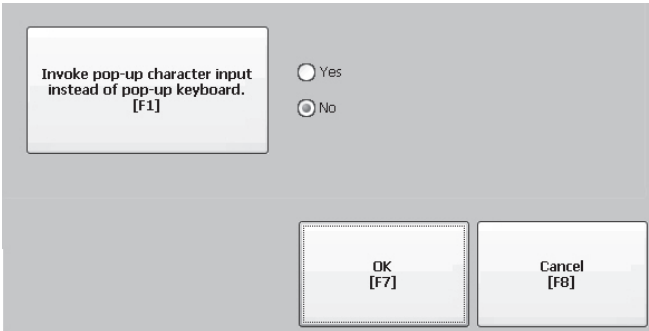 Invoke pop-up character input
instead of pop-up keyboard.
[F1]
Yes
No
OK
[F7]
Cancel
[F8]